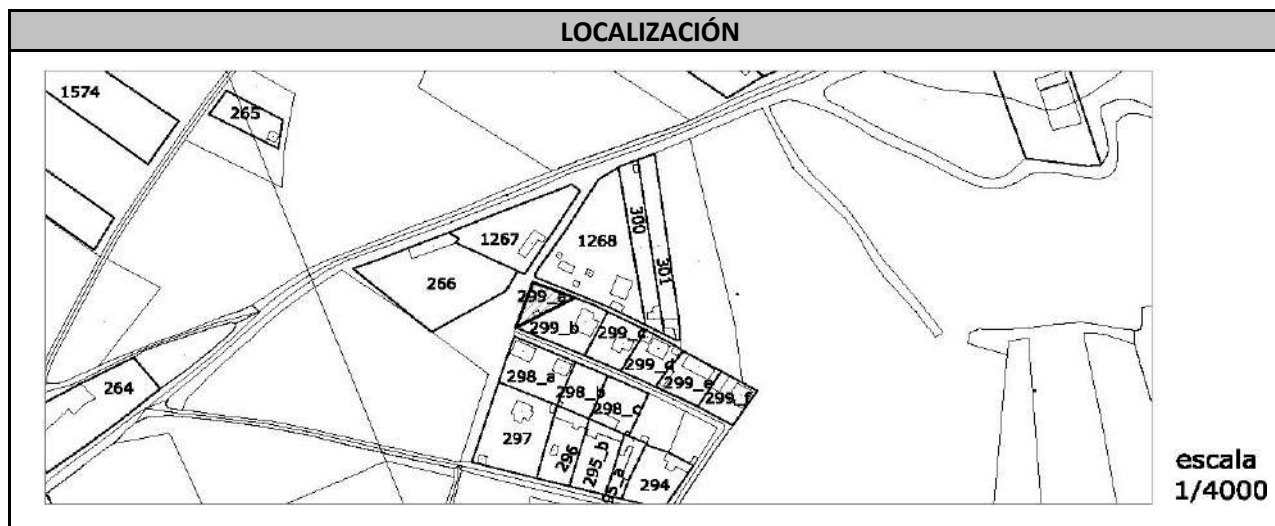 LOCALIZACIÓN
1574
265
1267
1268
300
301
266
299_a
299_b
299_c
299_d
299_e
299_f
264
298_a
298_b
298_c
297
296
295_b
294
escala
1/4000